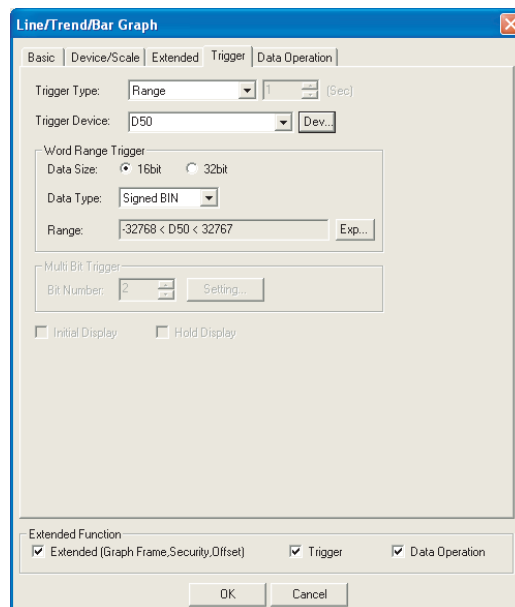 Line/Trend/Bar Graph
Basic Device/Scale Extended Trigger Data Operation
Trigger Type: Range 1 (Sec)
Trigger Device: D50 Dev...
Word Range Trigger
Data Size: 16bit 32bit
Data Type: Signed BIN
Range: -32768 < D50 < 32767 Exp...
Multi Bit Trigger
Bit Number: 2 Setting...
Initial Display Hold Display
Extended Function
Extended (Graph Frame,Security,Offset) Trigger Data Operation
OK Cancel